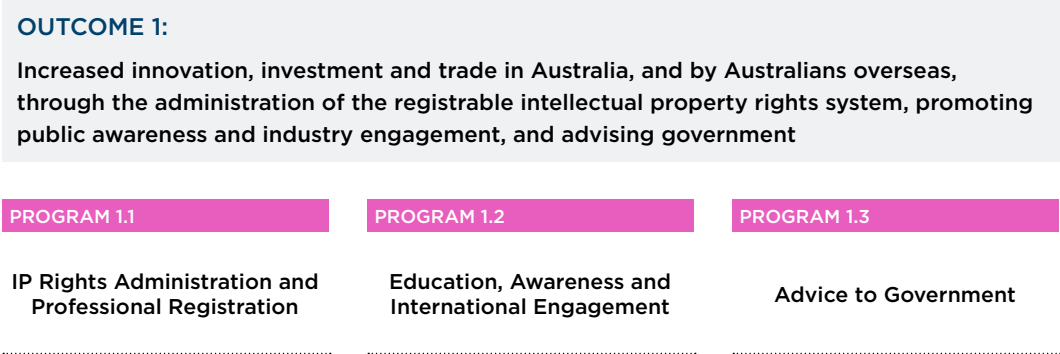 OUTCOME 1:
Increased innovation, investment and trade in Australia, and by Australians overseas,
through the administration of the registrable intellectual property rights system, promoting
public awareness and industry engagement, and advising government
PROGRAM 1.1
IP Rights Administration and
Professional Registration
PROGRAM 1.2
Education, Awareness and
International Engagement
PROGRAM 1.3
Advice to Government